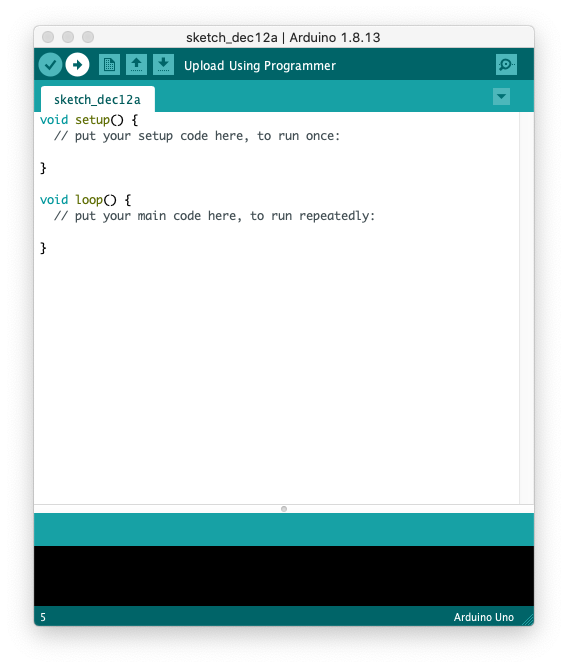 sketch_dec12a | Arduino 1.8.13
Upload Using Programmer
sketch_dec12a
void setup() {
  // put your setup code here, to run once:
}
void loop() {
  // put your main code here, to run repeatedly:
}
5
Arduino Uno